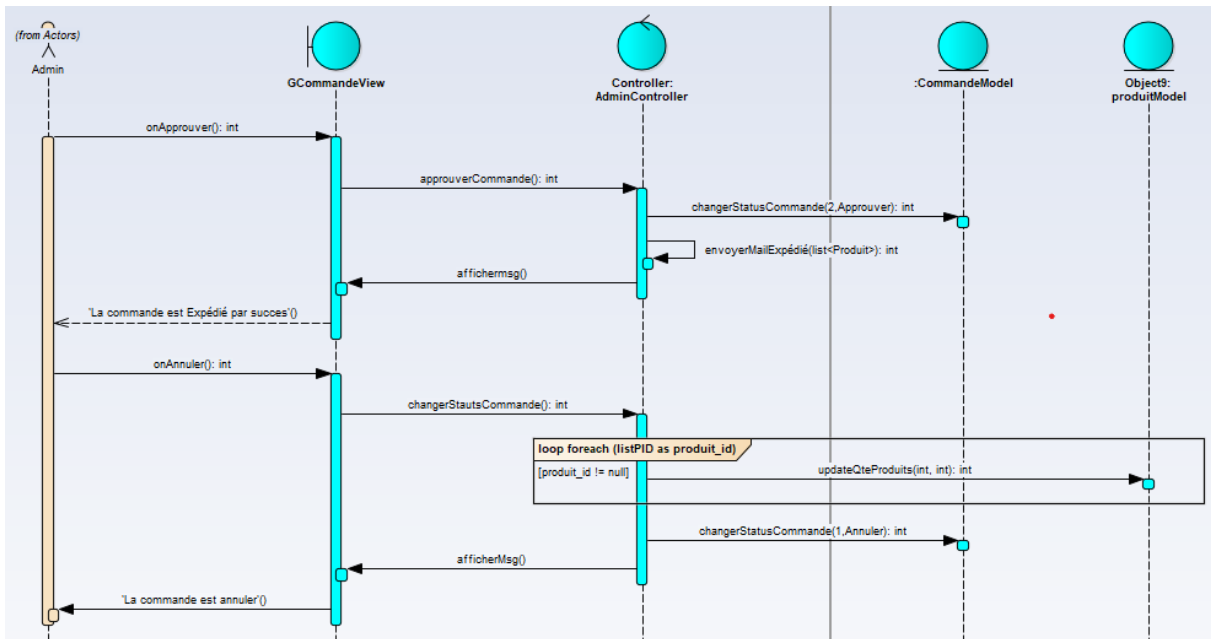 (from Actors)
Admin
GCommandeView
Controller:
AdminController
:CommandeModel
Object9:
produitModel
onApprouver(): int
approuverCommande(): int
changerStatusCommande(2,Approuver): int
envoyerMailExpédié(list<Produit>): int
affichermsg()
'La commande est Expédié par succes'()
onAnnuler(): int
changerStautsCommande(): int
loop foreach (listPID as produit_id)
[produit_id != null]
updateQteProduits(int, int): int
changerStatusCommande(1,Annuler): int
afficherMsg()
'La commande est annuler'()